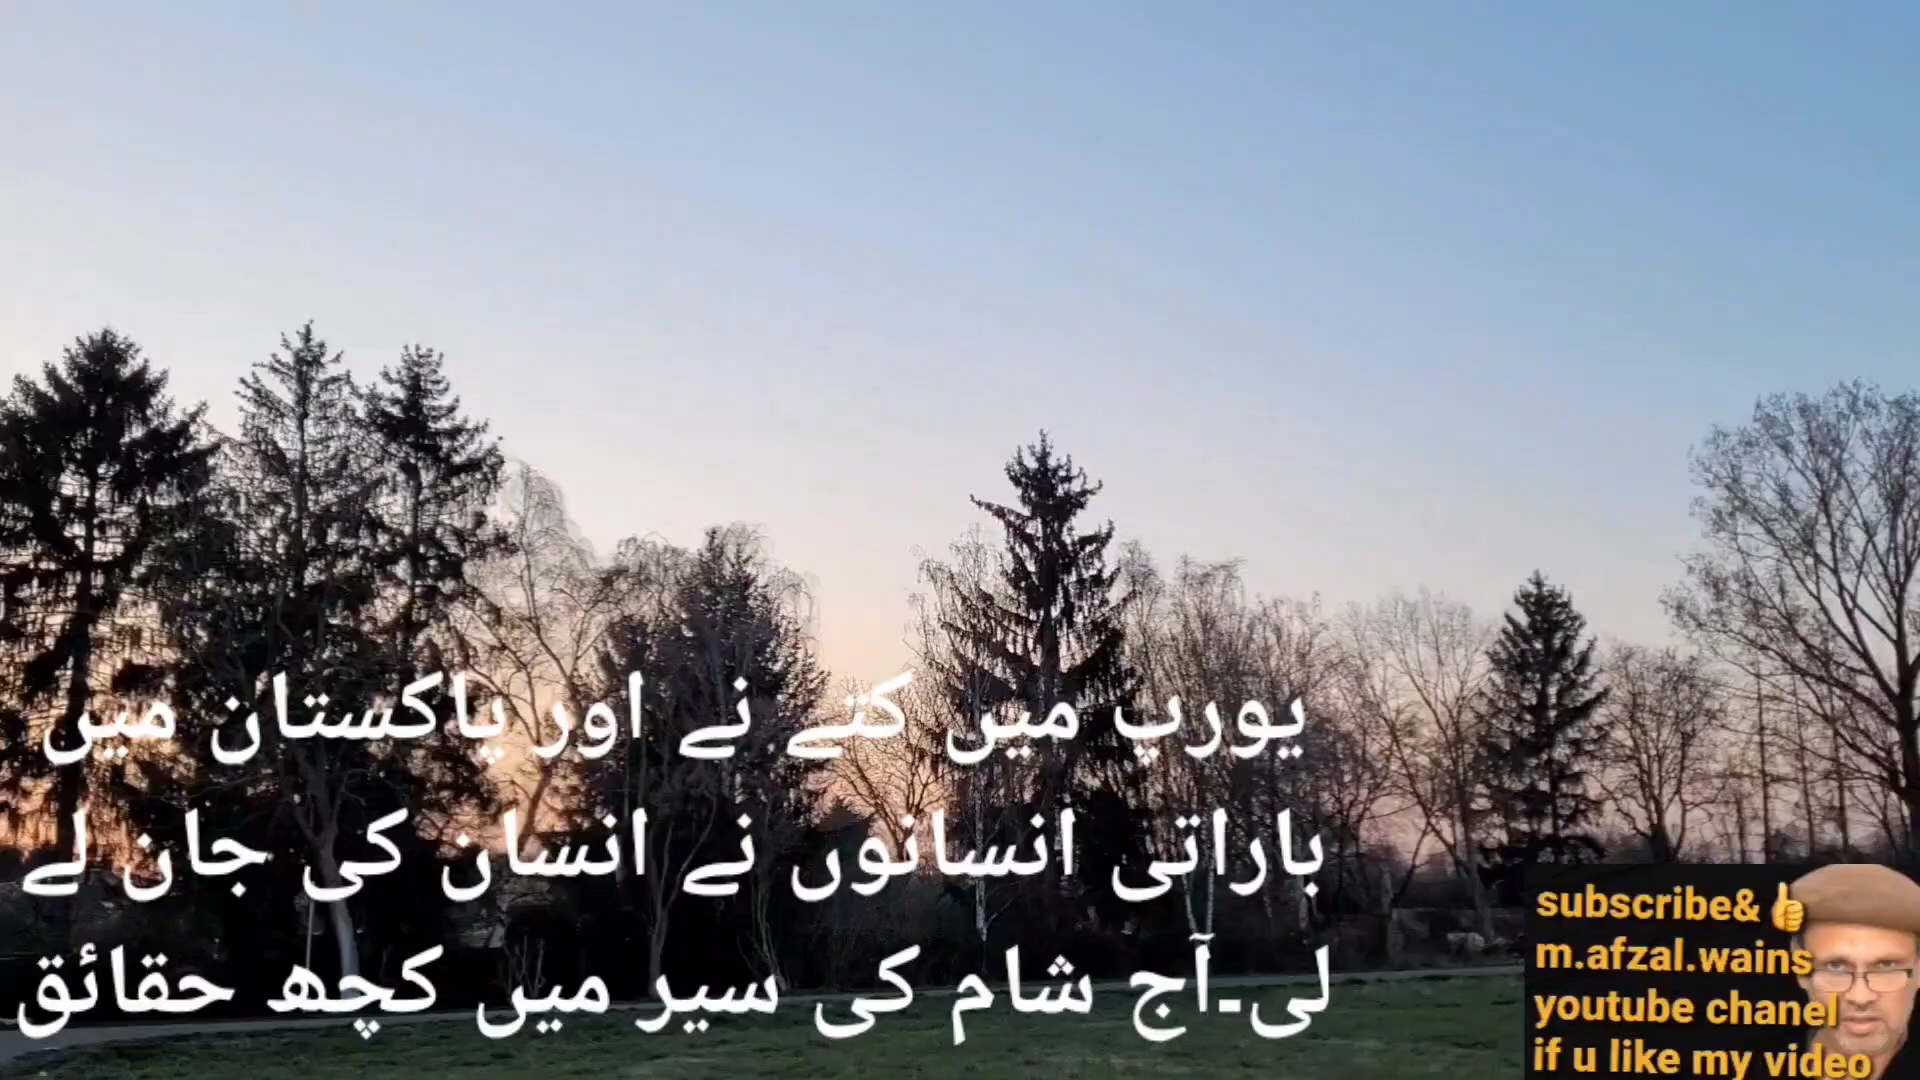 یورپ میں کتے نے اور پاکستان میں
باراتی انسانوں نے انسان کی جان لے
لی۔آج شام کی سیر میں کچھ حقائق
subscribe& 👍
m.afzal.wains
youtube chanel
if u like my video